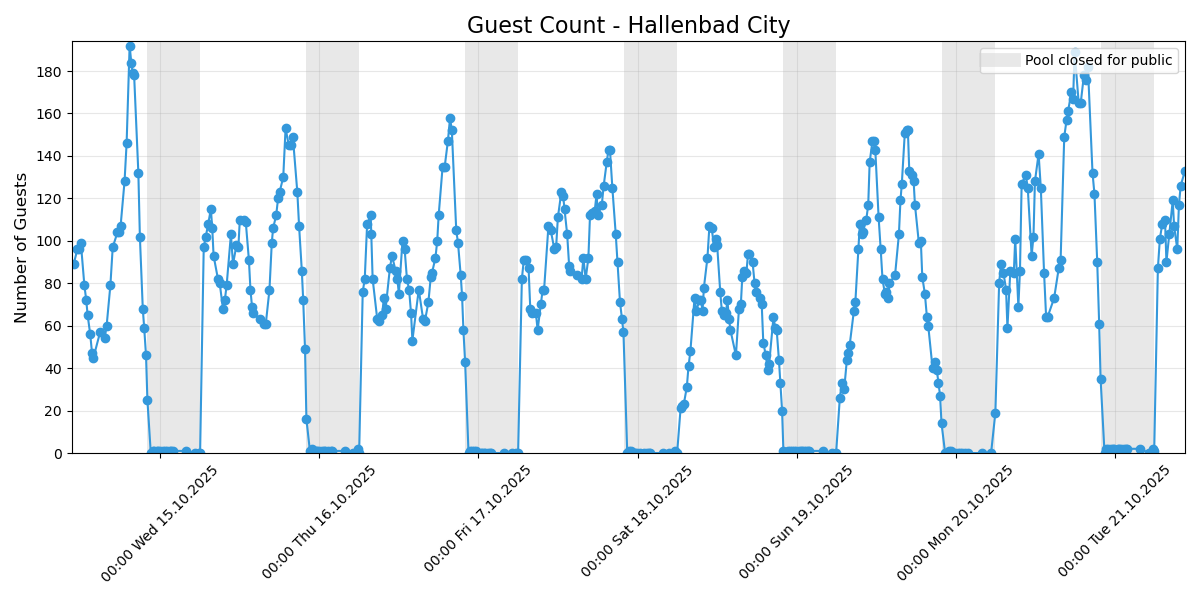 Guest Count - Hallenbad City
Pool closed for public
Number of Guests
180
160
140
120
100
80
60
40
20
0
00:00 Wed 15.10.2025
00:00 Thu 16.10.2025
00:00 Fri 17.10.2025
00:00 Sat 18.10.2025
00:00 Sun 19.10.2025
00:00 Mon 20.10.2025
00:00 Tue 21.10.2025